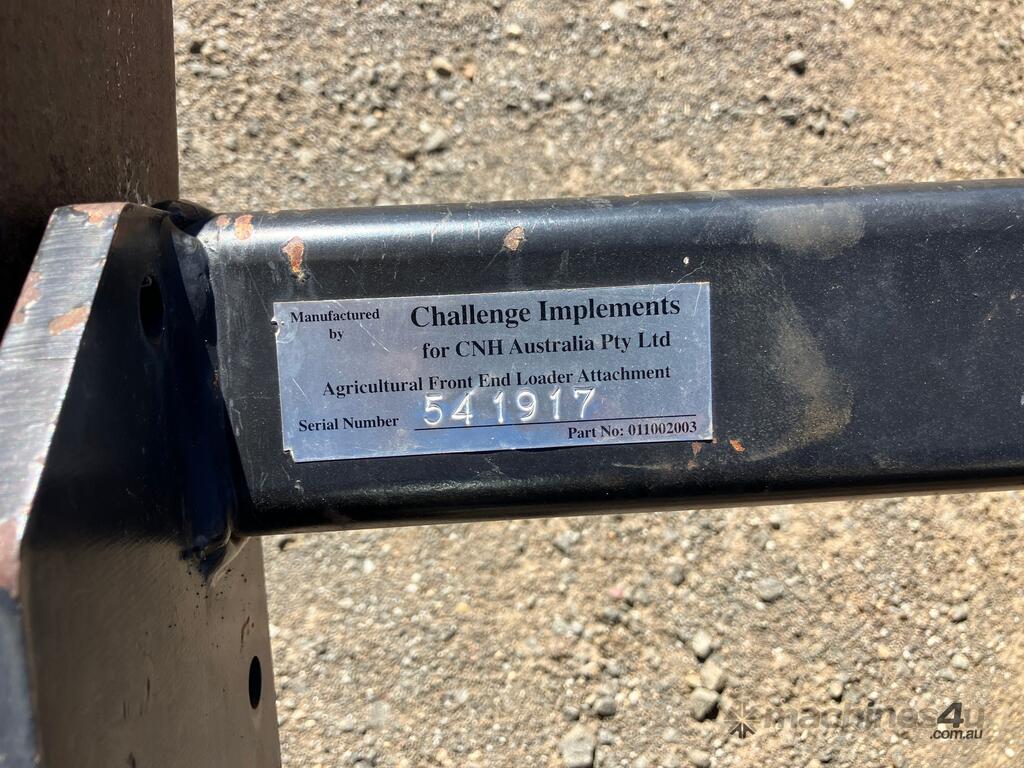 Manufactured by
Challenge Implements
for CNH Australia Pty Ltd
Agricultural Front End Loader Attachment
Serial Number 541917
Part No: 011002003
machines4u
.com.au